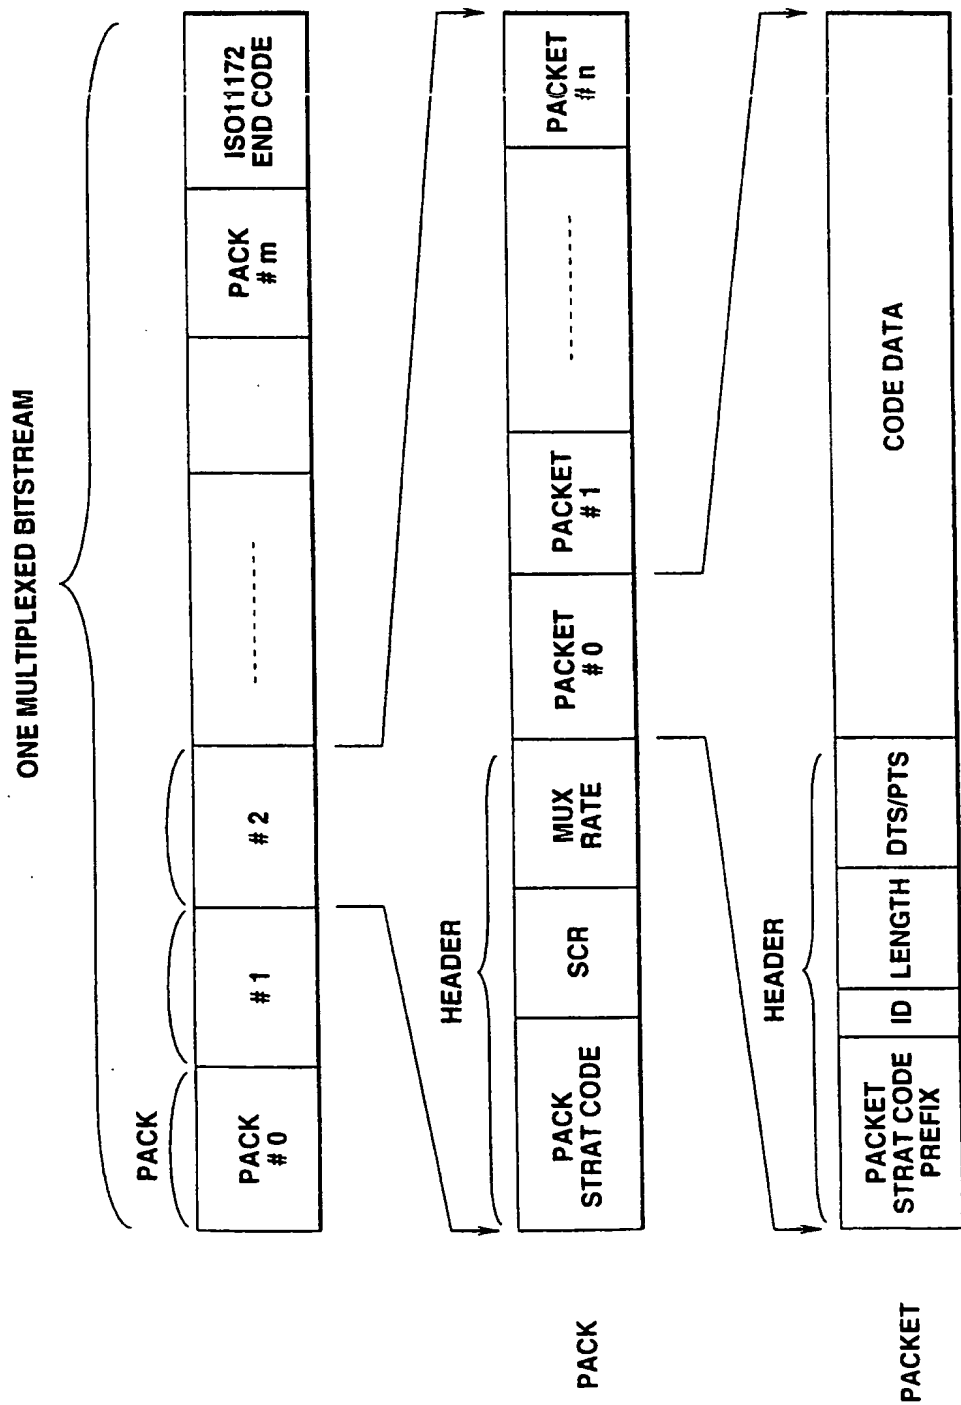 ONE MULTIPLEXED BITSTREAM
PACK
PACK
# 0
# 1
# 2
PACK
# m
ISO11172
END CODE
HEADER
PACK
PACK
STRAT CODE
SCR
MUX
RATE
PACKET
# 0
PACKET
# 1
PACKET
# n
HEADER
PACKET
PACKET
STRAT CODE
PREFIX
ID
LENGTH
DTS/PTS
CODE DATA